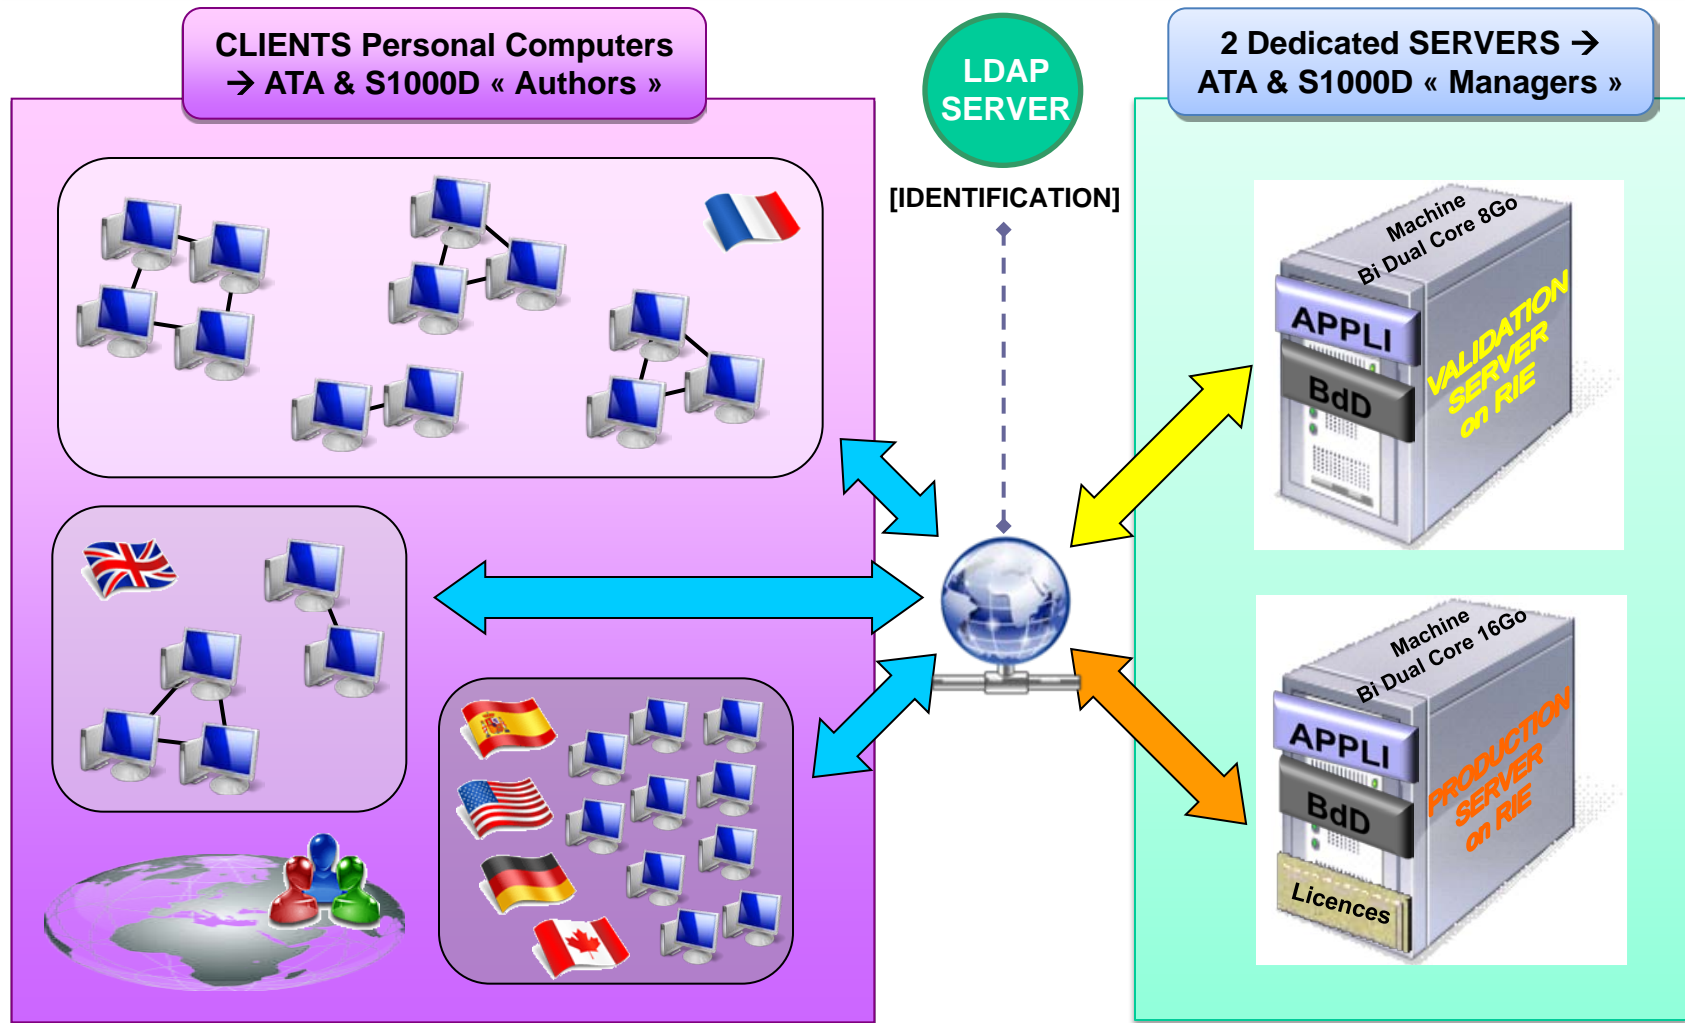 CLIENTS Personal Computers
→ ATA & S1000D « Authors »
LDAP
SERVER
[IDENTIFICATION]
2 Dedicated SERVERS →
ATA & S1000D « Managers »
Machine
Bi Dual Core 8Go
APPLI
BdD
VALIDATION
SERVER
on RIE
Machine
Bi Dual Core 16Go
APPLI
BdD
Licences
PRODUCTION
SERVER
on RIE